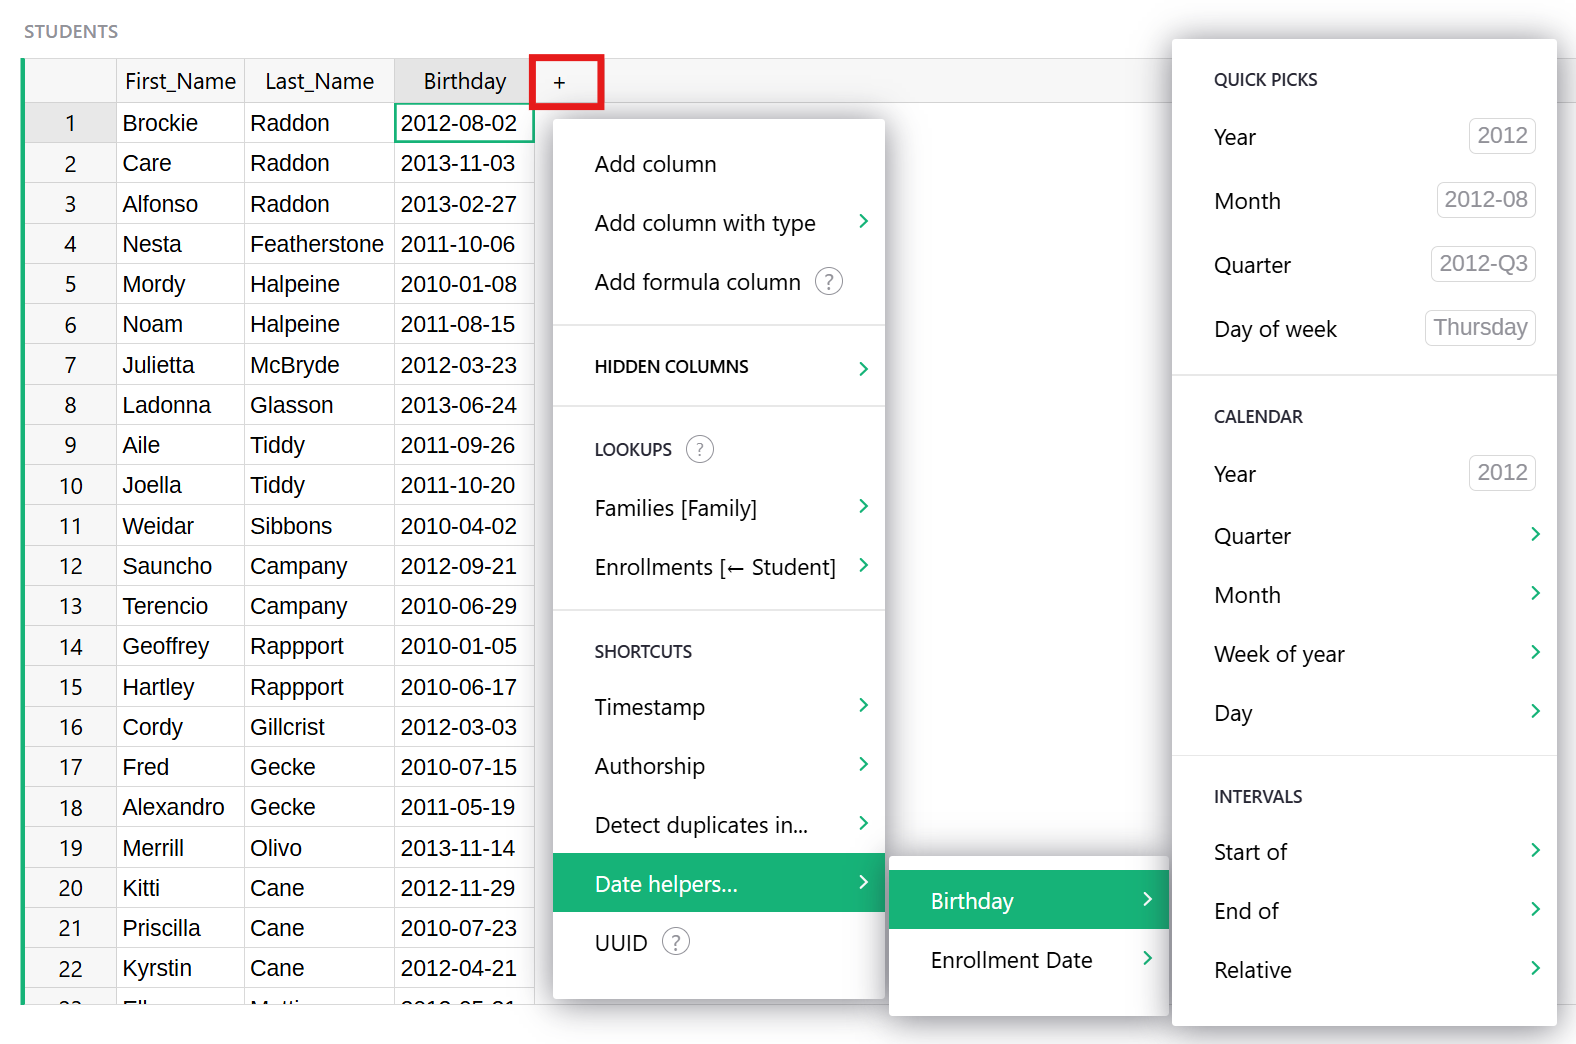 STUDENTS
First_Name Last_Name Birthday +
1 Brockie Raddon 2012-08-02
2 Care Raddon 2013-11-03
3 Alfonso Raddon 2013-02-27
4 Nesta Featherstone 2011-10-06
5 Mordy Halpeine 2010-01-08
6 Noam Halpeine 2011-08-15
7 Julietta McBryde 2012-03-23
8 Ladonna Glasson 2013-06-24
9 Aile Tiddy 2011-09-26
10 Joella Tiddy 2011-10-20
11 Weidar Sibbons 2010-04-02
12 Sauncho Campany 2012-09-21
13 Terencio Campany 2010-06-29
14 Geoffrey Rappport 2010-01-05
15 Hartley Rappport 2010-06-17
16 Cordy Gillcrist 2012-03-03
17 Fred Gecke 2010-07-15
18 Alexandro Gecke 2011-05-19
19 Merrill Olivo 2013-11-14
20 Kitti Cane 2012-11-29
21 Priscilla Cane 2010-07-23
22 Kyrstin Cane 2012-04-21
Add column
Add column with type
Add formula column ?
HIDDEN COLUMNS
LOOKUPS ?
Families [Family]
Enrollments [← Student]
SHORTCUTS
Timestamp
Authorship
Detect duplicates in...
Date helpers...
UUID ?
Birthday
Enrollment Date
QUICK PICKS
Year 2012
Month 2012-08
Quarter 2012-Q3
Day of week Thursday
CALENDAR
Year 2012
Quarter
Month
Week of year
Day
INTERVALS
Start of
End of
Relative